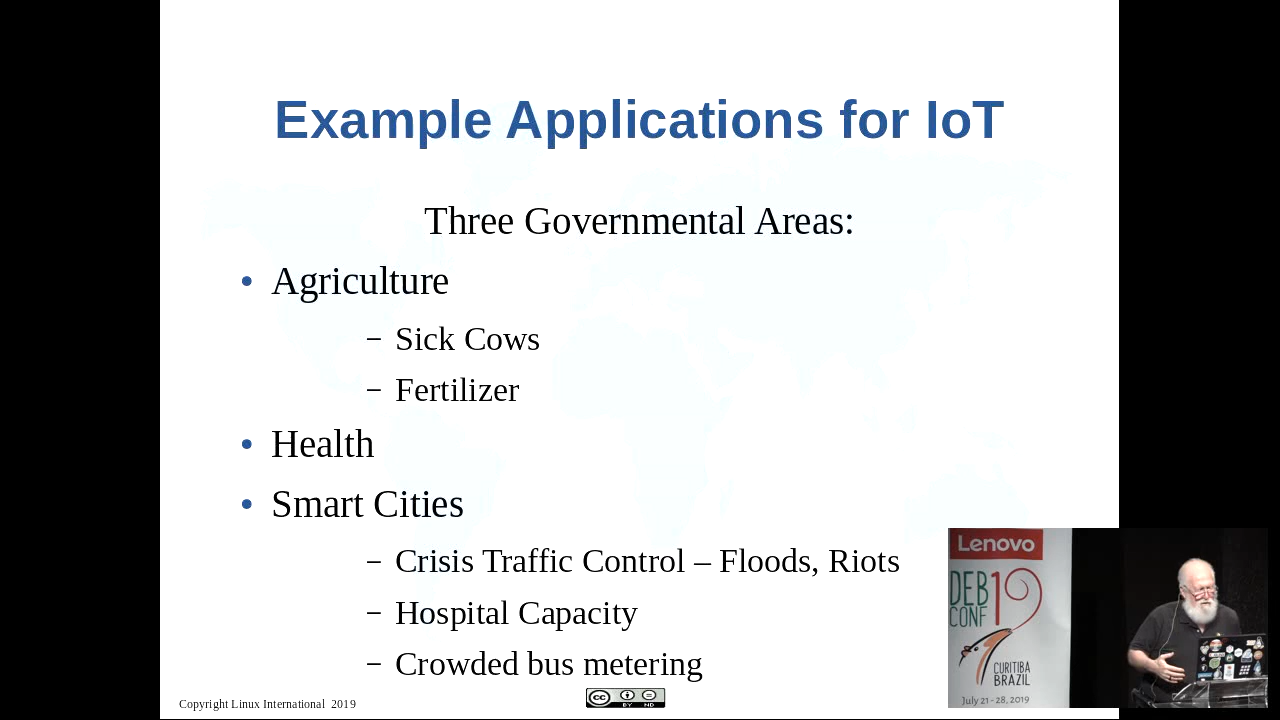 Example Applications for IoT
Three Governmental Areas:
• Agriculture
– Sick Cows
– Fertilizer
• Health
• Smart Cities
– Crisis Traffic Control – Floods, Riots
– Hospital Capacity
– Crowded bus metering
Copyright Linux International 2019
cc
BY ND
Lenovo
DEB
CONF 19
CURITIBA
BRAZIL
July 21 - 28, 2019